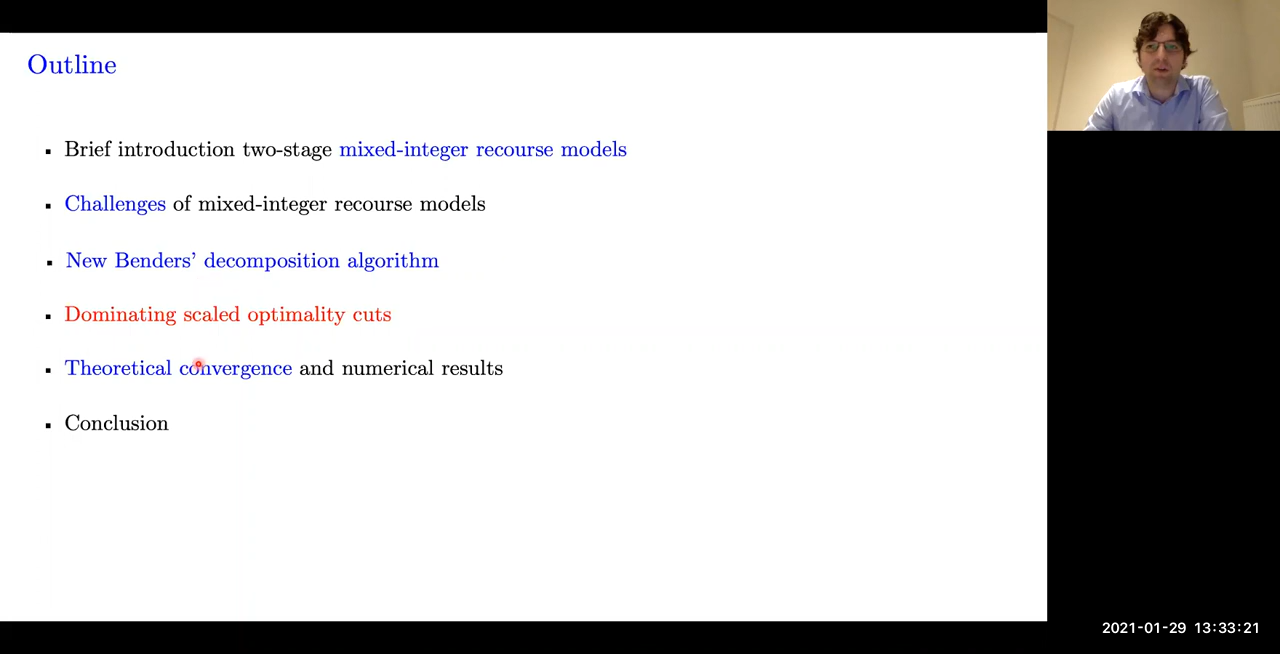 Outline
Brief introduction two-stage mixed-integer recourse models
Challenges of mixed-integer recourse models
New Benders' decomposition algorithm
Dominating scaled optimality cuts
Theoretical convergence and numerical results
Conclusion
2021-01-29 13:33:21